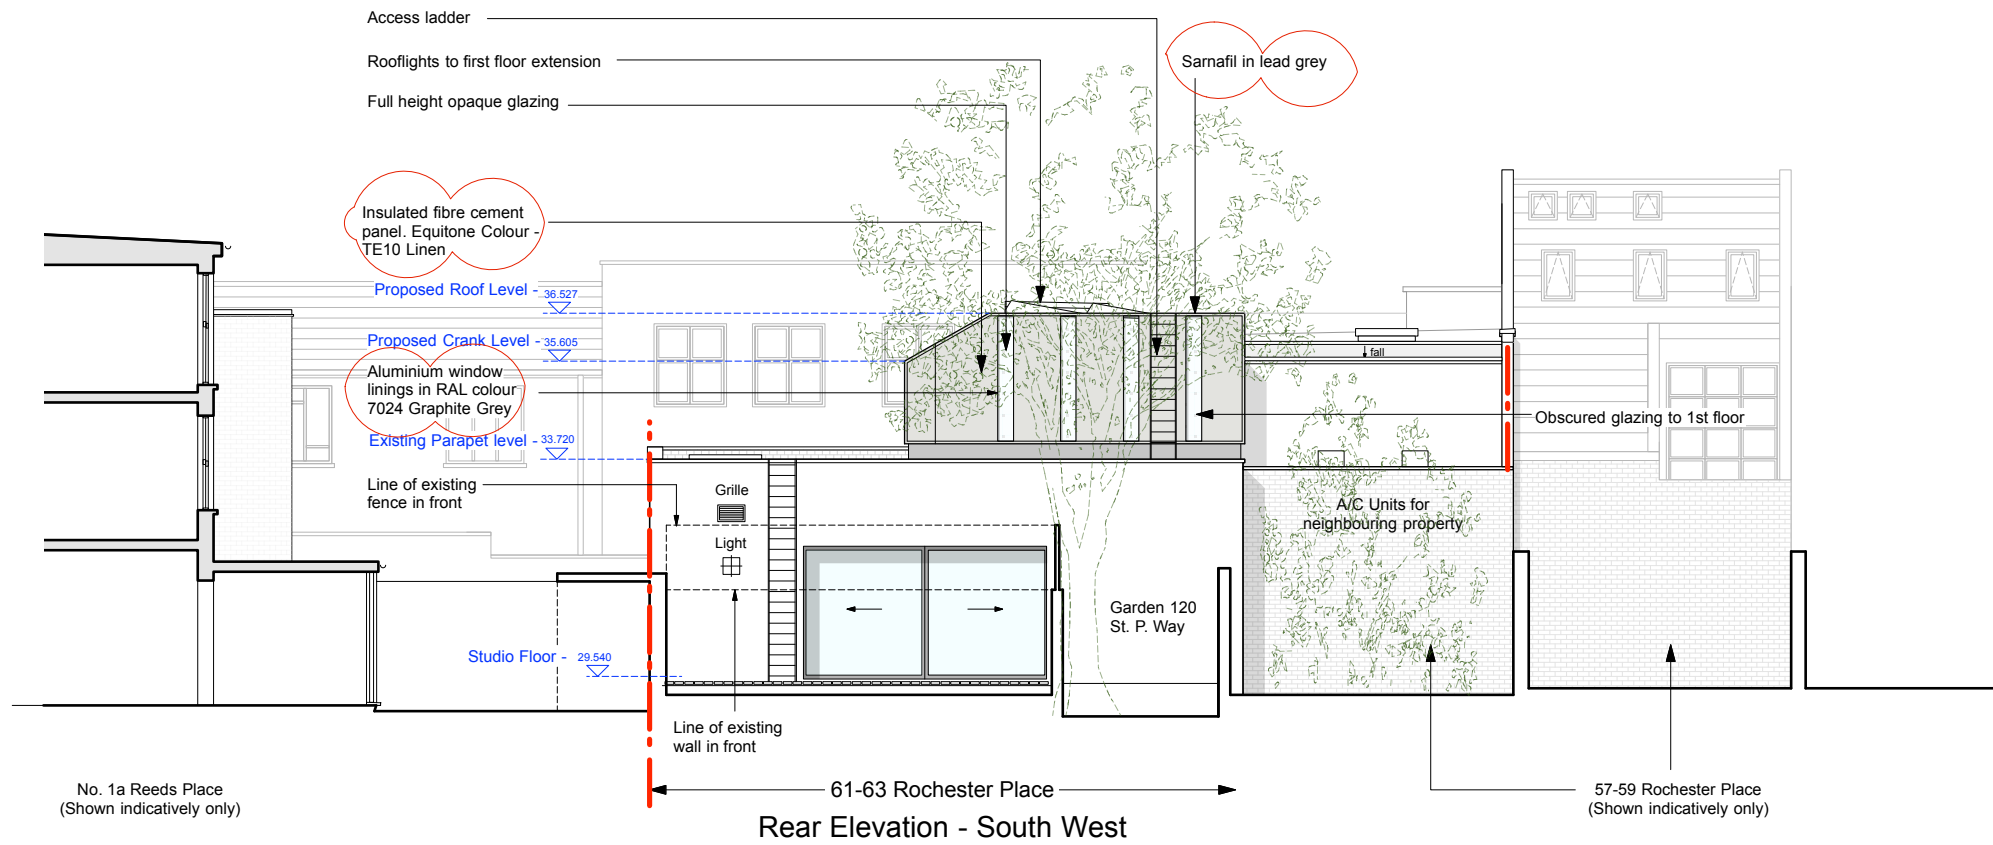 Access ladder
Rooflights to first floor extension
Sarnafil in lead grey
Full height opaque glazing
Insulated fibre cement
panel. Equitone Colour -
TE10 Linen
Proposed Roof Level - 36.527
Proposed Crank Level - 35.605
fall
Aluminium window
linings in RAL colour
7024 Graphite Grey
Obscured glazing to 1st floor
Existing Parapet level - 33.720
Line of existing
fence in front
Grille
Light
A/C Units for
neighbouring property
Garden 120
St. P. Way
Studio Floor - 29.540
Line of existing
wall in front
No. 1a Reeds Place
(Shown indicatively only)
61-63 Rochester Place
57-59 Rochester Place
(Shown indicatively only)
Rear Elevation - South West